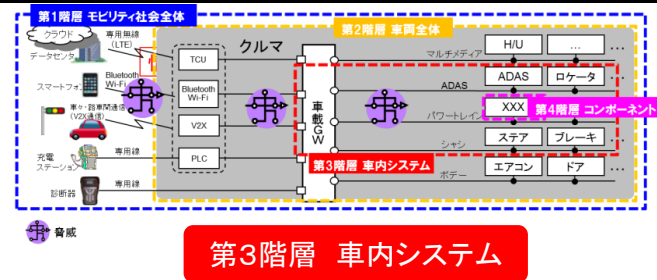 第1階層 モビリティ社会全体
第2階層 車両全体
クラウド
データセンタ
専用無線
(LTE)
クルマ
TCU
マルチメディア
H/U
…
Bluetooth
Wi-Fi
スマートフォン
Bluetooth
Wi-Fi
ADAS
ADAS
ロケータ
…
車々・路車間通信
(V2X通信)
V2X
車載GW
パワートレイン
XXX
第4階層 コンポーネント
シャシ
ステア
ブレーキ
…
充電
ステーション
専用線
PLC
第3階層 車内システム
診断器
専用線
ボデー
エアコン
ドア
…
脅威
第3階層 車内システム